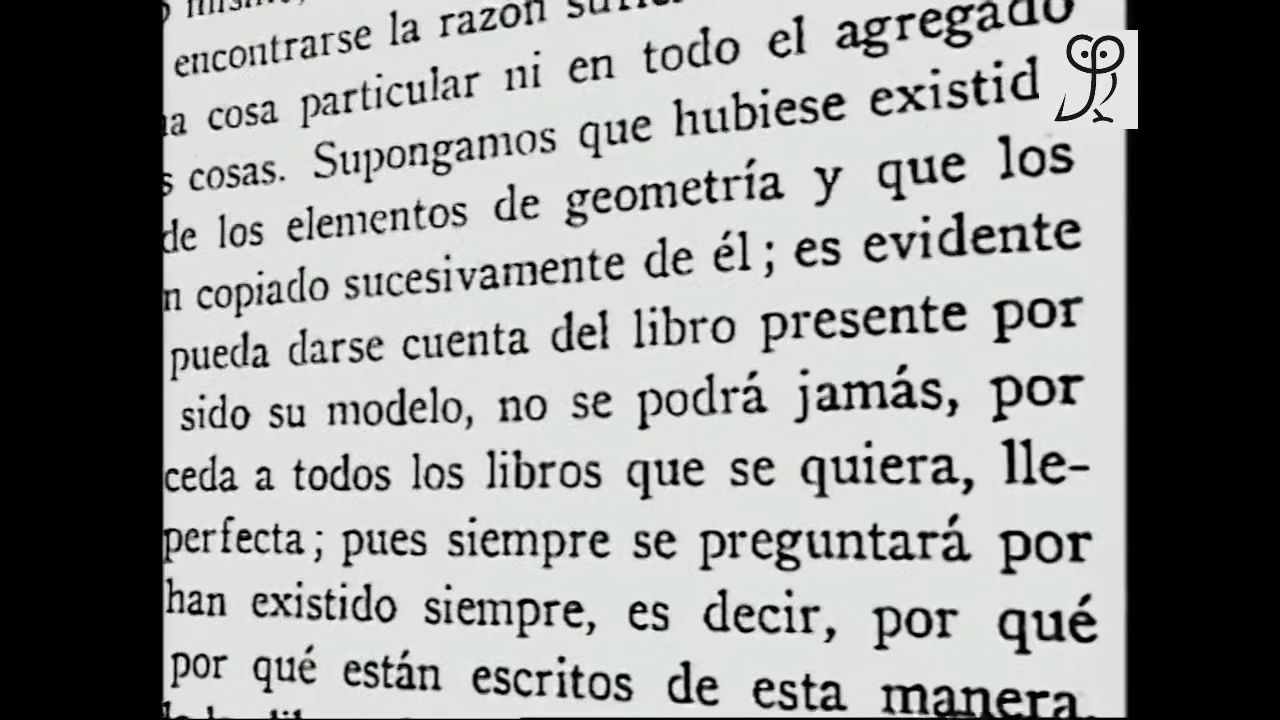 encontrarse la razón
cosa particular ni en todo el agregado
cosas. Supongamos que hubiese existid
de los elementos de geometría y que los
n copiado sucesivamente de él; es evidente
pueda darse cuenta del libro presente por
sido su modelo, no se podrá jamás, por
ceda a todos los libros que se quiera, lle-
perfecta; pues siempre se preguntará por
han existido siempre, es decir, por qué
por qué están escritos de esta manera.